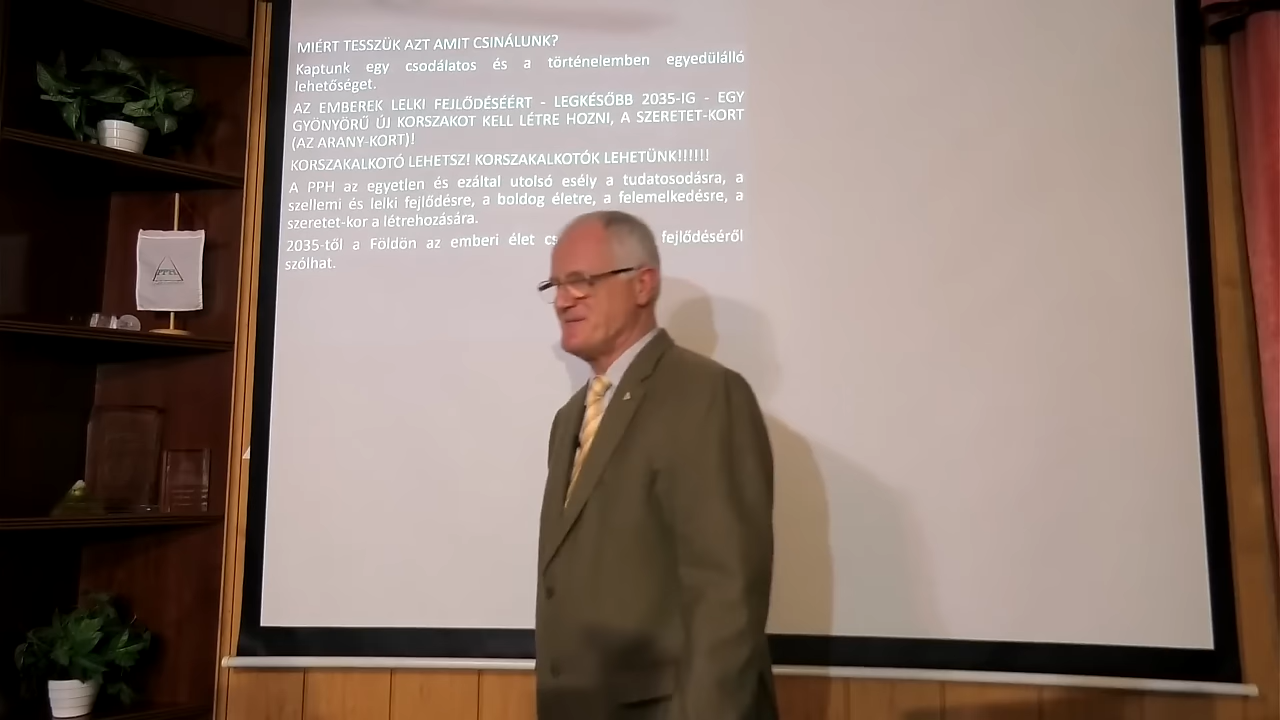 MIÉRT TESSZÜK AZT AMIT CSINÁLUNK?
Kaptunk egy csodálatos és a történelemben egyedülálló
lehetőséget.
AZ EMBEREK LELKI FEJLŐDÉSÉÉRT - LEGKÉSŐBB 2035-IG - EGY
GYÖNYÖRŰ ÚJ KORSZAKOT KELL LÉTRE HOZNI, A SZERETET-KORT
(AZ ARANY-KORT)!
KORSZAKALKOTÓ LEHETSZ! KORSZAKALKOTÓK LEHETÜNK!!!!!!
A PPH az egyetlen és ezáltal utolsó esély a tudatosodásra, a
szellemi és lelki fejlődésre, a boldog életre, a felemelkedésre, a
szeretet-kor a létrehozására.
2035-től a Földön az emberi élet fejlődéséről
szólhat.